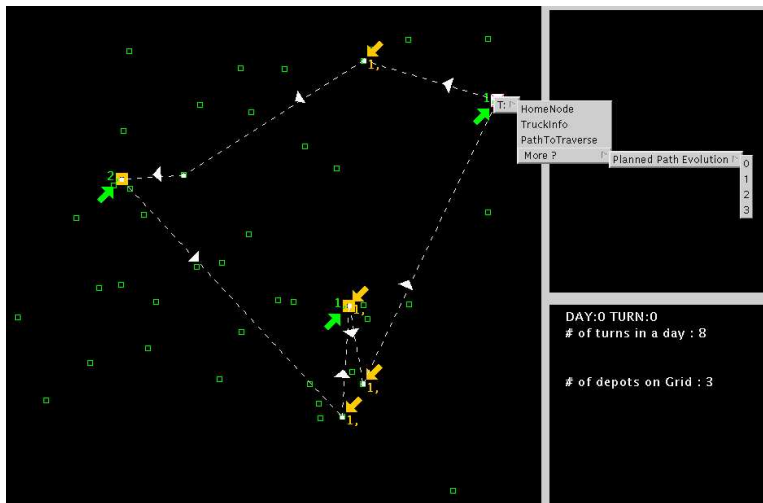 1,
1
T:
HomeNode
TruckInfo
PathToTraverse
More ?
Planned Path Evolution
0
1
2
3
2
1
1,
1,
1,
DAY:0 TURN:0
# of turns in a day : 8
# of depots on Grid : 3